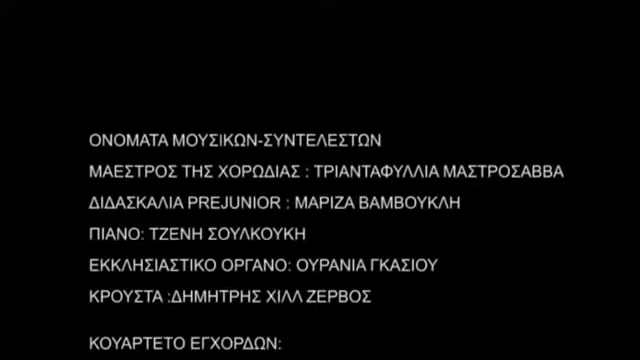 ΟΝΟΜΑΤΑ ΜΟΥΣΙΚΩΝ-ΣΥΝΤΕΛΕΣΤΩΝ
ΜΑΕΣΤΡΟΣ ΤΗΣ ΧΟΡΩΔΙΑΣ : ΤΡΙΑΝΤΑΦΥΛΛΙΑ ΜΑΣΤΡΟΣΑΒΒΑ
ΔΙΔΑΣΚΑΛΙΑ PREJUNIOR : ΜΑΡΙΖΑ ΒΑΜΒΟΥΚΛΗ
ΠΙΑΝΟ: ΤΖΕΝΗ ΣΟΥΛΚΟΥΚΗ
ΕΚΚΛΗΣΙΑΣΤΙΚΟ ΟΡΓΑΝΟ: ΟΥΡΑΝΙΑ ΓΚΑΣΙΟΥ
ΚΡΟΥΣΤΑ :ΔΗΜΗΤΡΗΣ ΧΙΛΛ ΖΕΡΒΟΣ
ΚΟΥΑΡΤΕΤΟ ΕΓΧΟΡΔΩΝ: